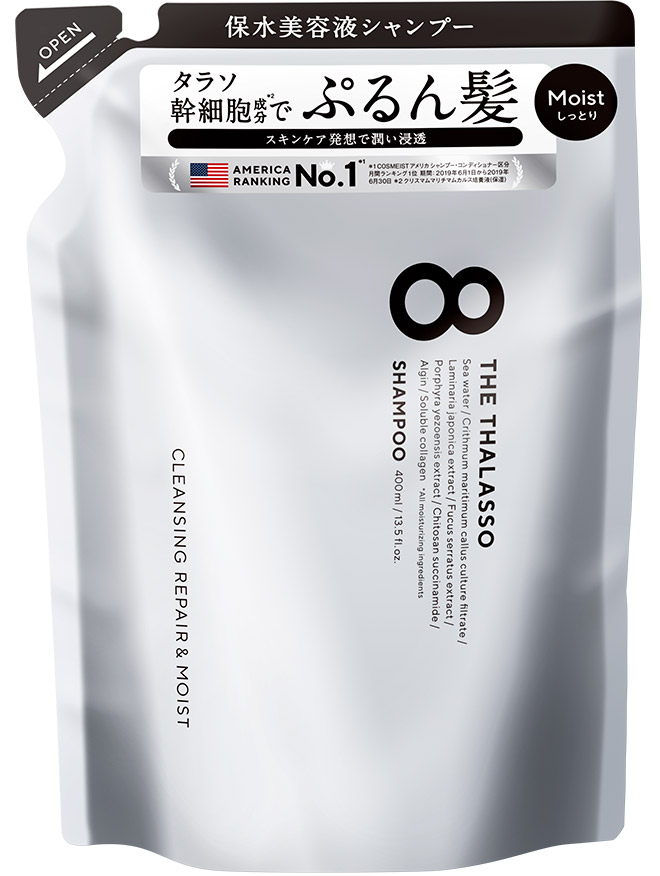 OPEN
保水美容液シャンプー
タラソ
幹細胞成分*2で
ぷるん髪
Moist
しっとり
スキンケア発想で潤い浸透
AMERICA
RANKING
No.1*1
*1 COSMEIST アメリカ シャンプー・コンディショナー区分
月間ランキング1位 期間:2019年6月1日から2019年
6月30日 *2 クリスマムマリチマムカルス培養液(保湿)
8
THE THALASSO
Sea water / Crithmum maritimum callus culture filtrate /
Laminaria japonica extract / Fucus serratus extract /
Porphyra yezoensis extract / Chitosan succinamide /
Algin / Soluble collagen *All moisturizing ingredients
SHAMPOO 400ml / 13.5 fl.oz.
CLEANSING REPAIR & MOIST